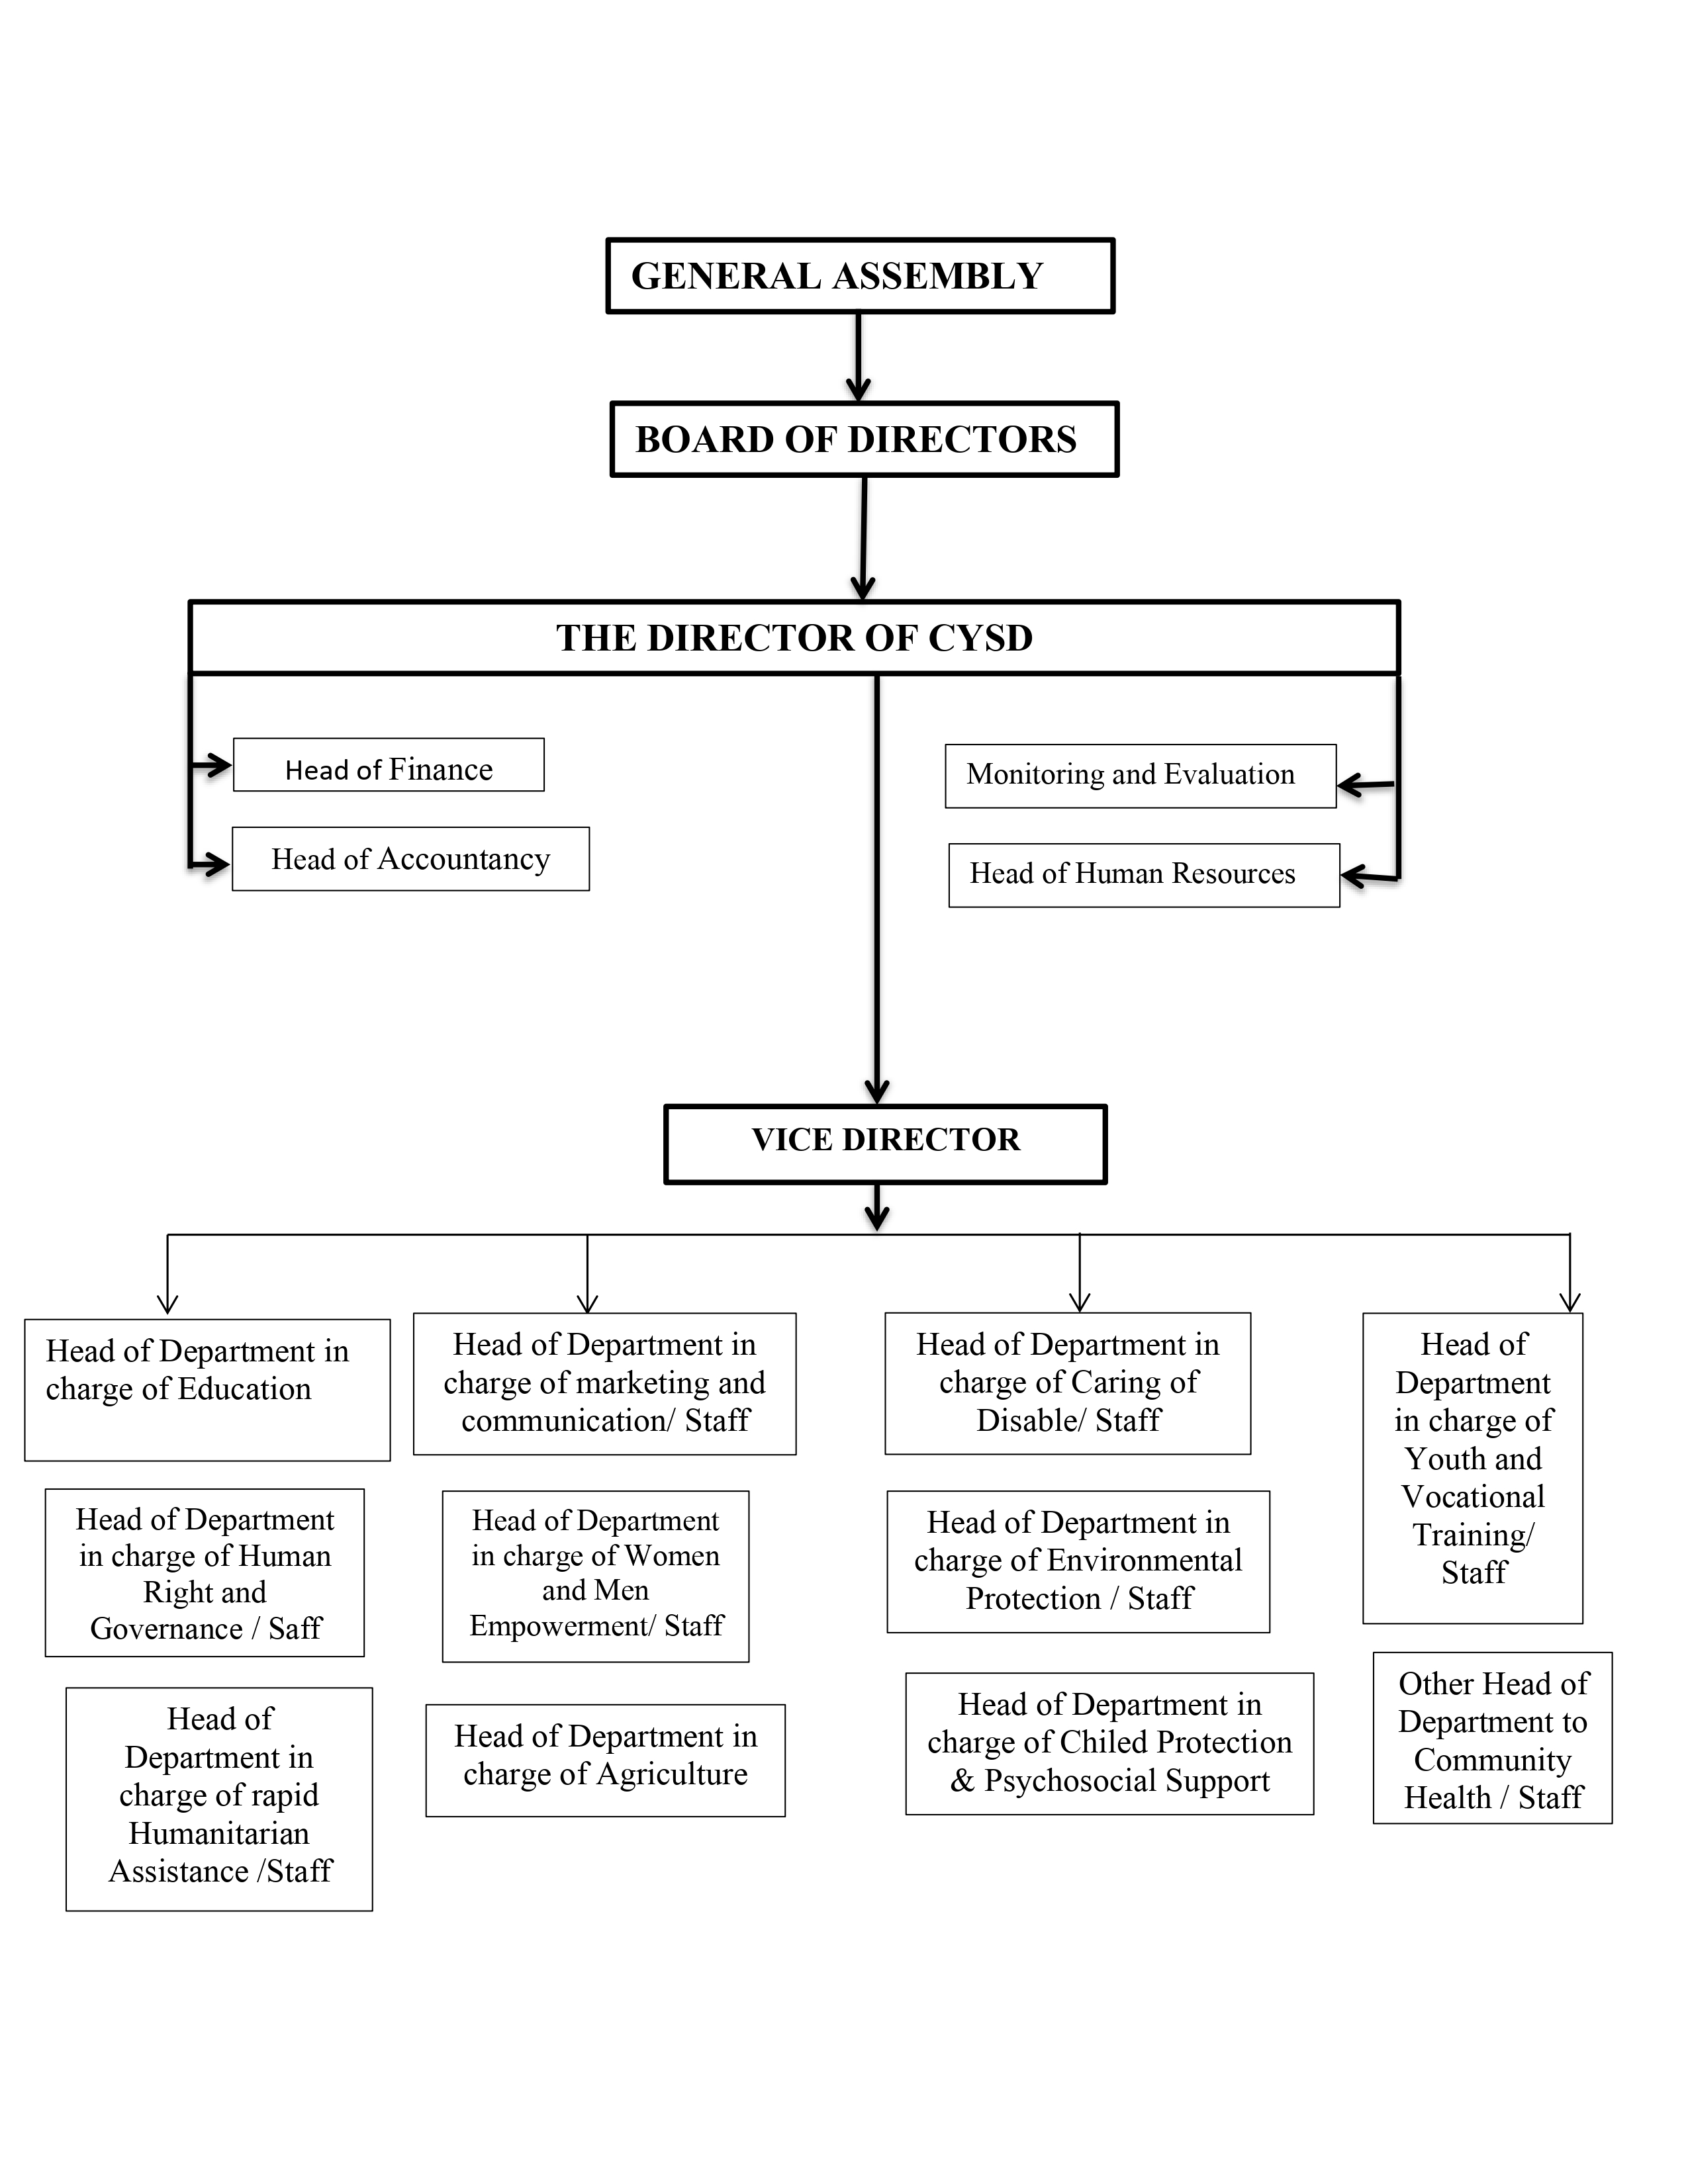 GENERAL ASSEMBLY
BOARD OF DIRECTORS
THE DIRECTOR OF CYSD
Head of Finance
Head of Accountancy
Monitoring and Evaluation
Head of Human Resources
VICE DIRECTOR
Head of Department in
charge of Education
Head of Department in
charge of marketing and
communication/ Staff
Head of Department in
charge of Caring of
Disable/ Staff
Head of
Department
in charge of
Youth and
Vocational
Training/
Staff
Head of Department
in charge of Human
Right and
Governance / Saff
Head of Department
in charge of Women
and Men
Empowerment/ Staff
Head of Department in
charge of Environmental
Protection / Staff
Other Head of
Department to
Community
Health / Staff
Head of
Department in
charge of rapid
Humanitarian
Assistance /Staff
Head of Department in
charge of Agriculture
Head of Department in
charge of Chiled Protection
& Psychosocial Support